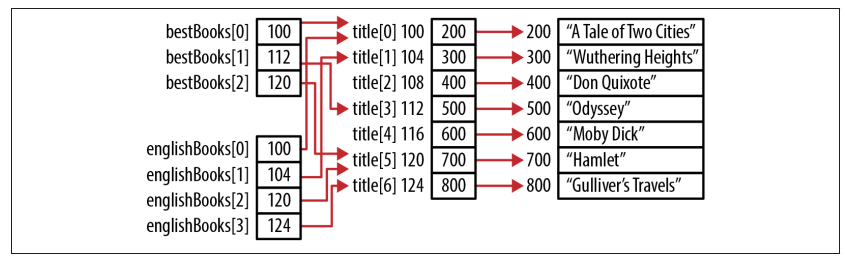 bestBooks[0] 100 title[0] 100 200 200 “A Tale of Two Cities”
bestBooks[1] 112 title[1] 104 300 300 “Wuthering Heights”
bestBooks[2] 120 title[2] 108 400 400 “Don Quixote”
title[3] 112 500 500 “Odyssey”
title[4] 116 600 600 “Moby Dick”
englishBooks[0] 100 title[5] 120 700 700 “Hamlet”
englishBooks[1] 104 title[6] 124 800 800 “Gulliver’s Travels”
englishBooks[2] 120
englishBooks[3] 124